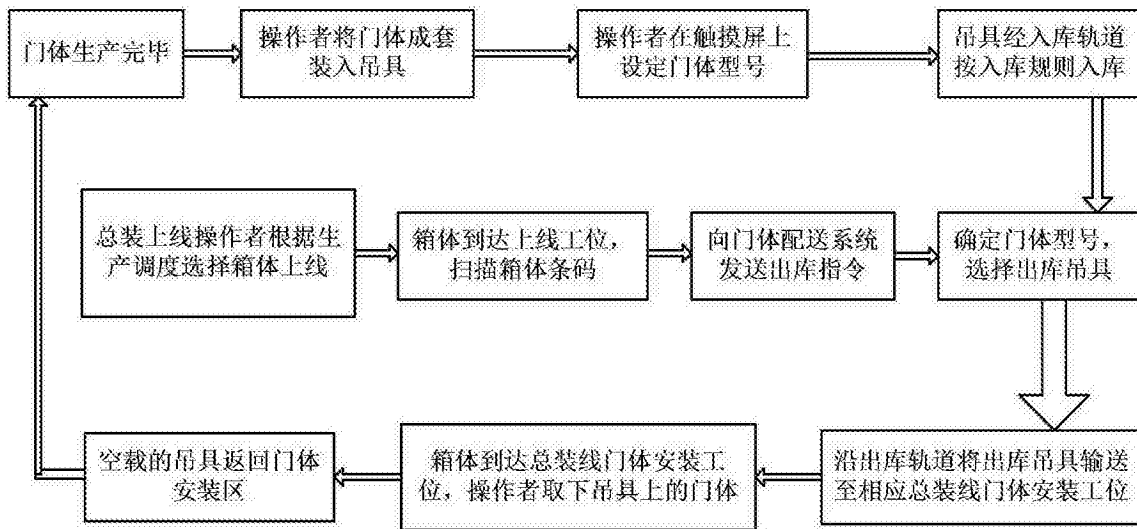 门体生产完毕
操作者将门体成套
装入吊具
操作者在触摸屏上
设定门体型号
吊具经入库轨道
按入库规则入库
总装上线操作者根据生
产调度选择箱体上线
箱体到达上线工位，
扫描箱体条码
向门体配送系统
发送出库指令
确定门体型号，
选择出库吊具
空载的吊具返回门体
安装区
箱体到达总装线门体安装工
位，操作者取下吊具上的门体
沿出库轨道将出库吊具输送
至相应总装线门体安装工位